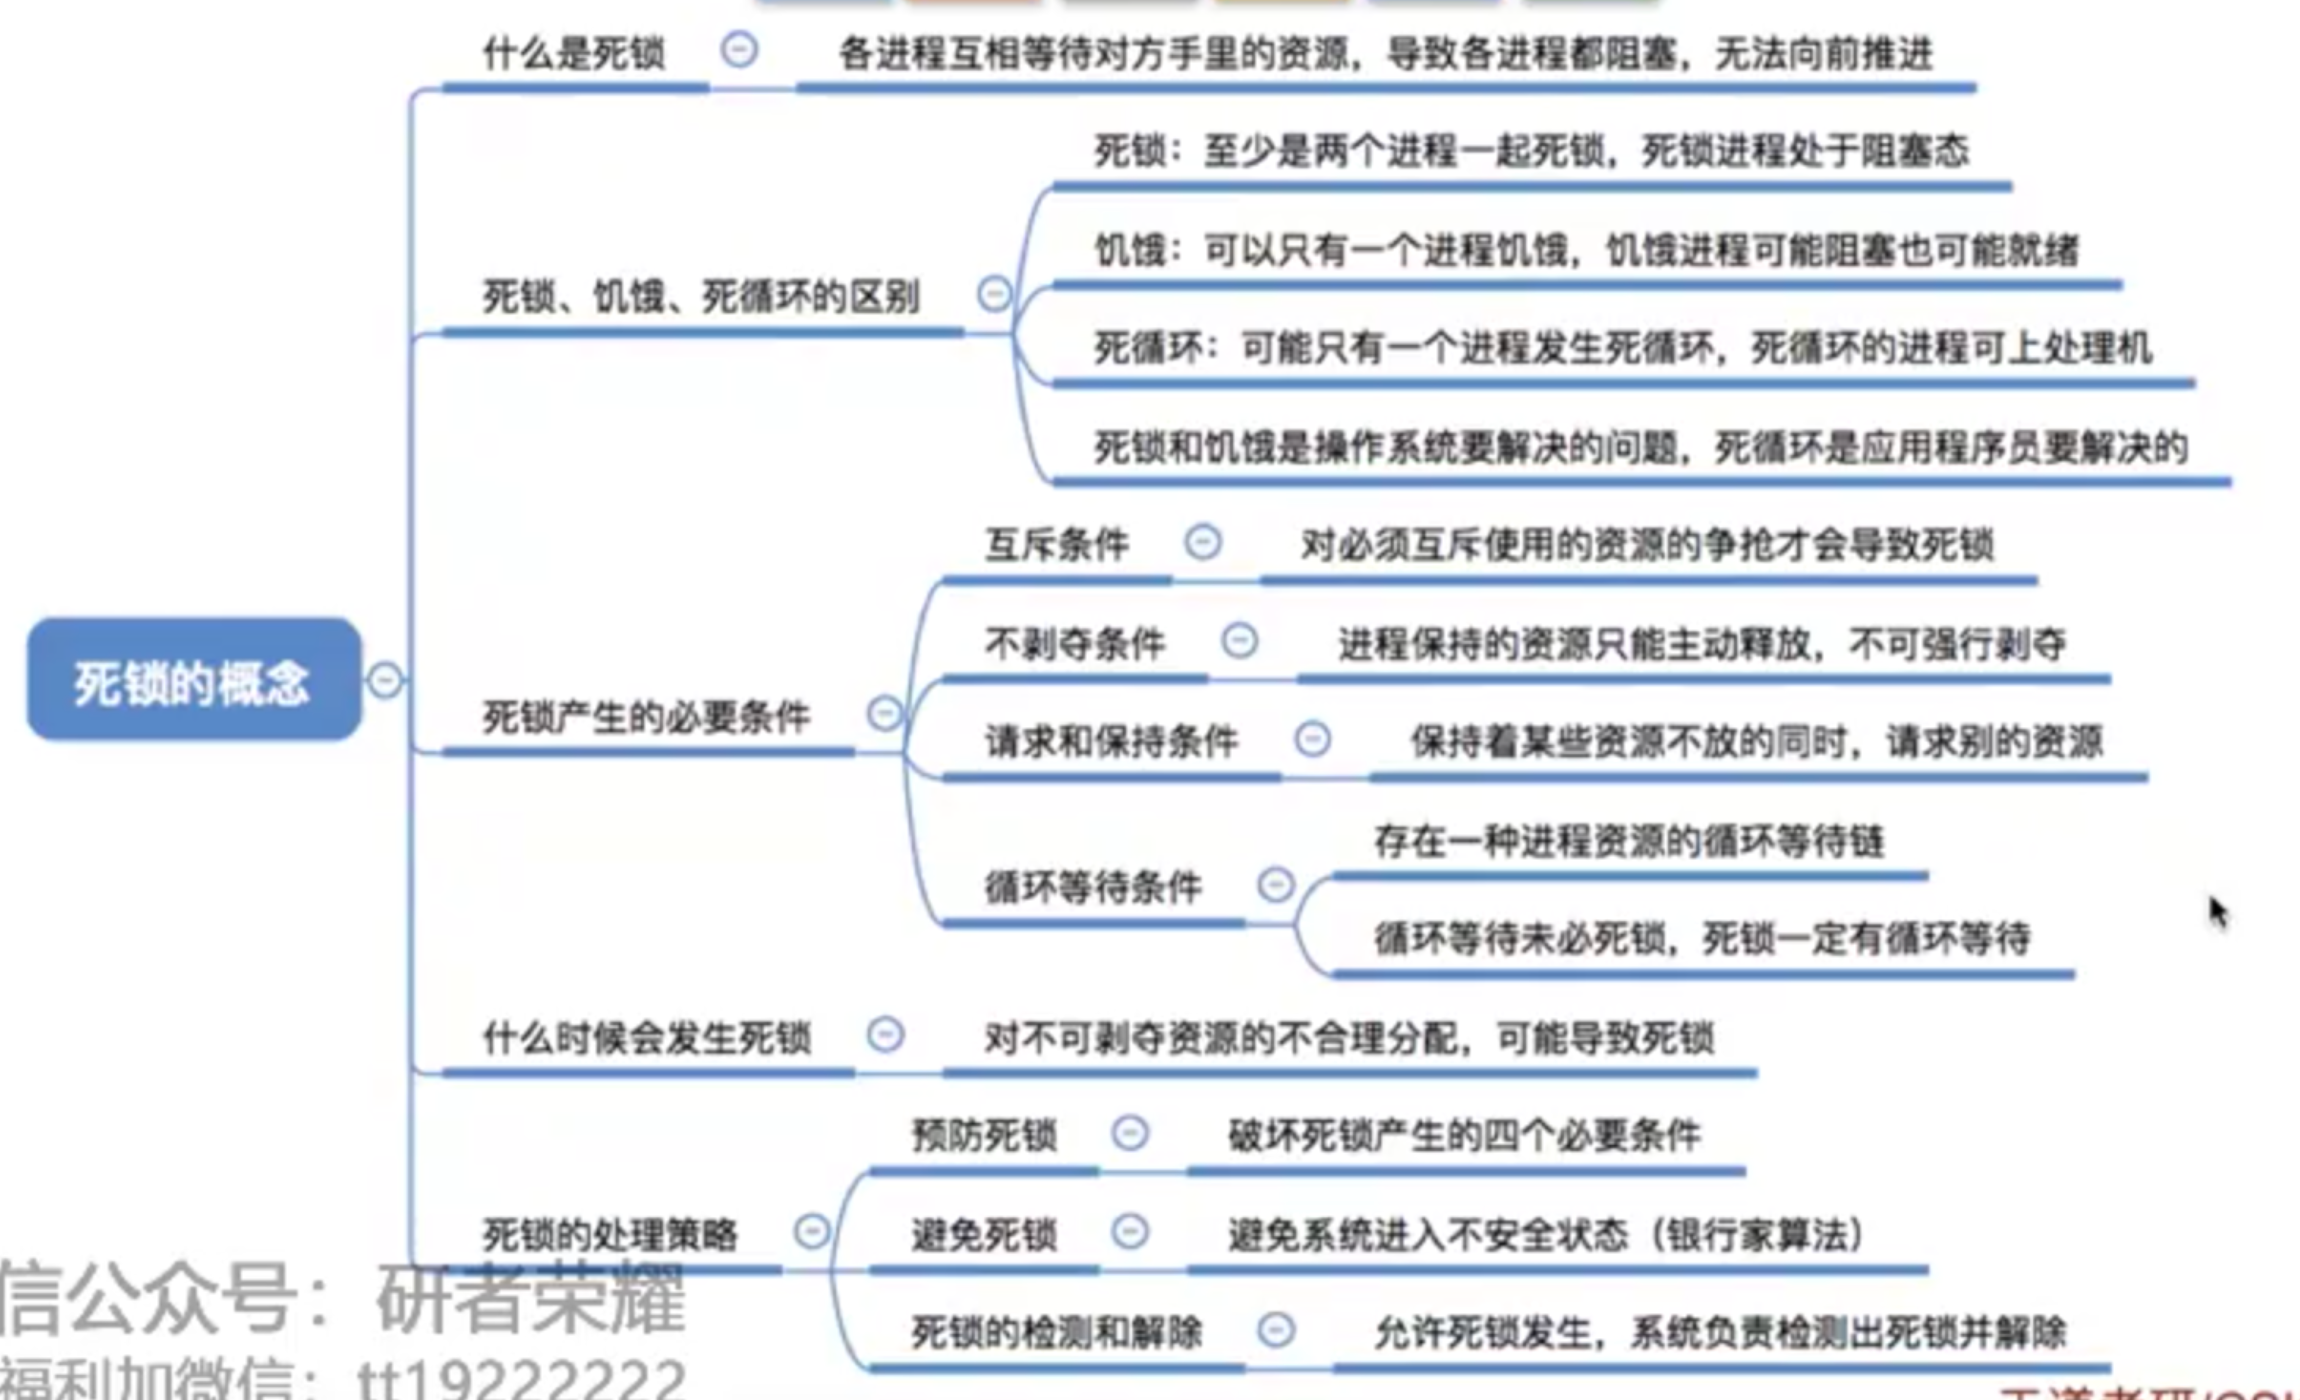 什么是死锁
各进程互相等待对方手里的资源，导致各进程都阻塞，无法向前推进
死锁、饥饿、死循环的区别
死锁：至少是两个进程一起死锁，死锁进程处于阻塞态
饥饿：可以只有一个进程饥饿，饥饿进程可能阻塞也可能就绪
死循环：可能只有一个进程发生死循环，死循环的进程可上处理机
死锁和饥饿是操作系统要解决的问题，死循环是应用程序员要解决的
死锁的概念
死锁产生的必要条件
互斥条件
对必须互斥使用的资源的争抢才会导致死锁
不剥夺条件
进程保持的资源只能主动释放，不可强行剥夺
请求和保持条件
保持着某些资源不放的同时，请求别的资源
循环等待条件
存在一种进程资源的循环等待链
循环等待未必死锁，死锁一定有循环等待
什么时候会发生死锁
对不可剥夺资源的不合理分配，可能导致死锁
死锁的处理策略
预防死锁
破坏死锁产生的四个必要条件
避免死锁
避免系统进入不安全状态（银行家算法）
死锁的检测和解除
允许死锁发生，系统负责检测出死锁并解除
信公众号：研者荣耀
福利加微信：tt19222222